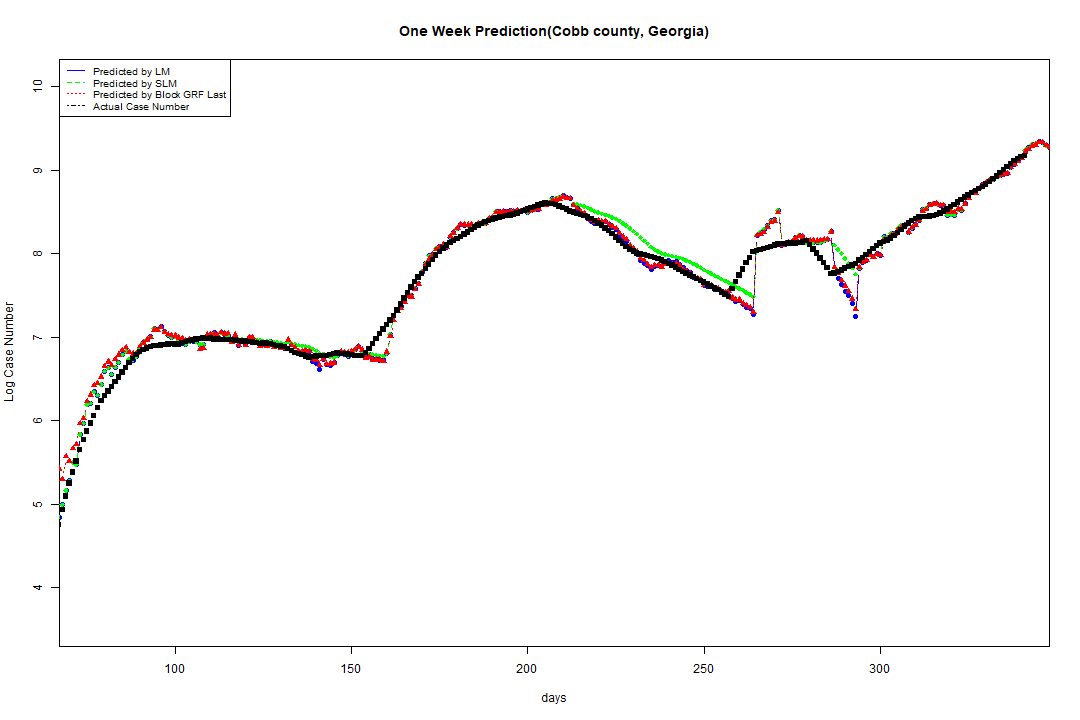 One Week Prediction(Cobb county, Georgia)
Predicted by LM
Predicted by SLM
Predicted by Block GRF Last
Actual Case Number
10
9
8
7
6
5
4
Log Case Number
100 150 200 250 300
days